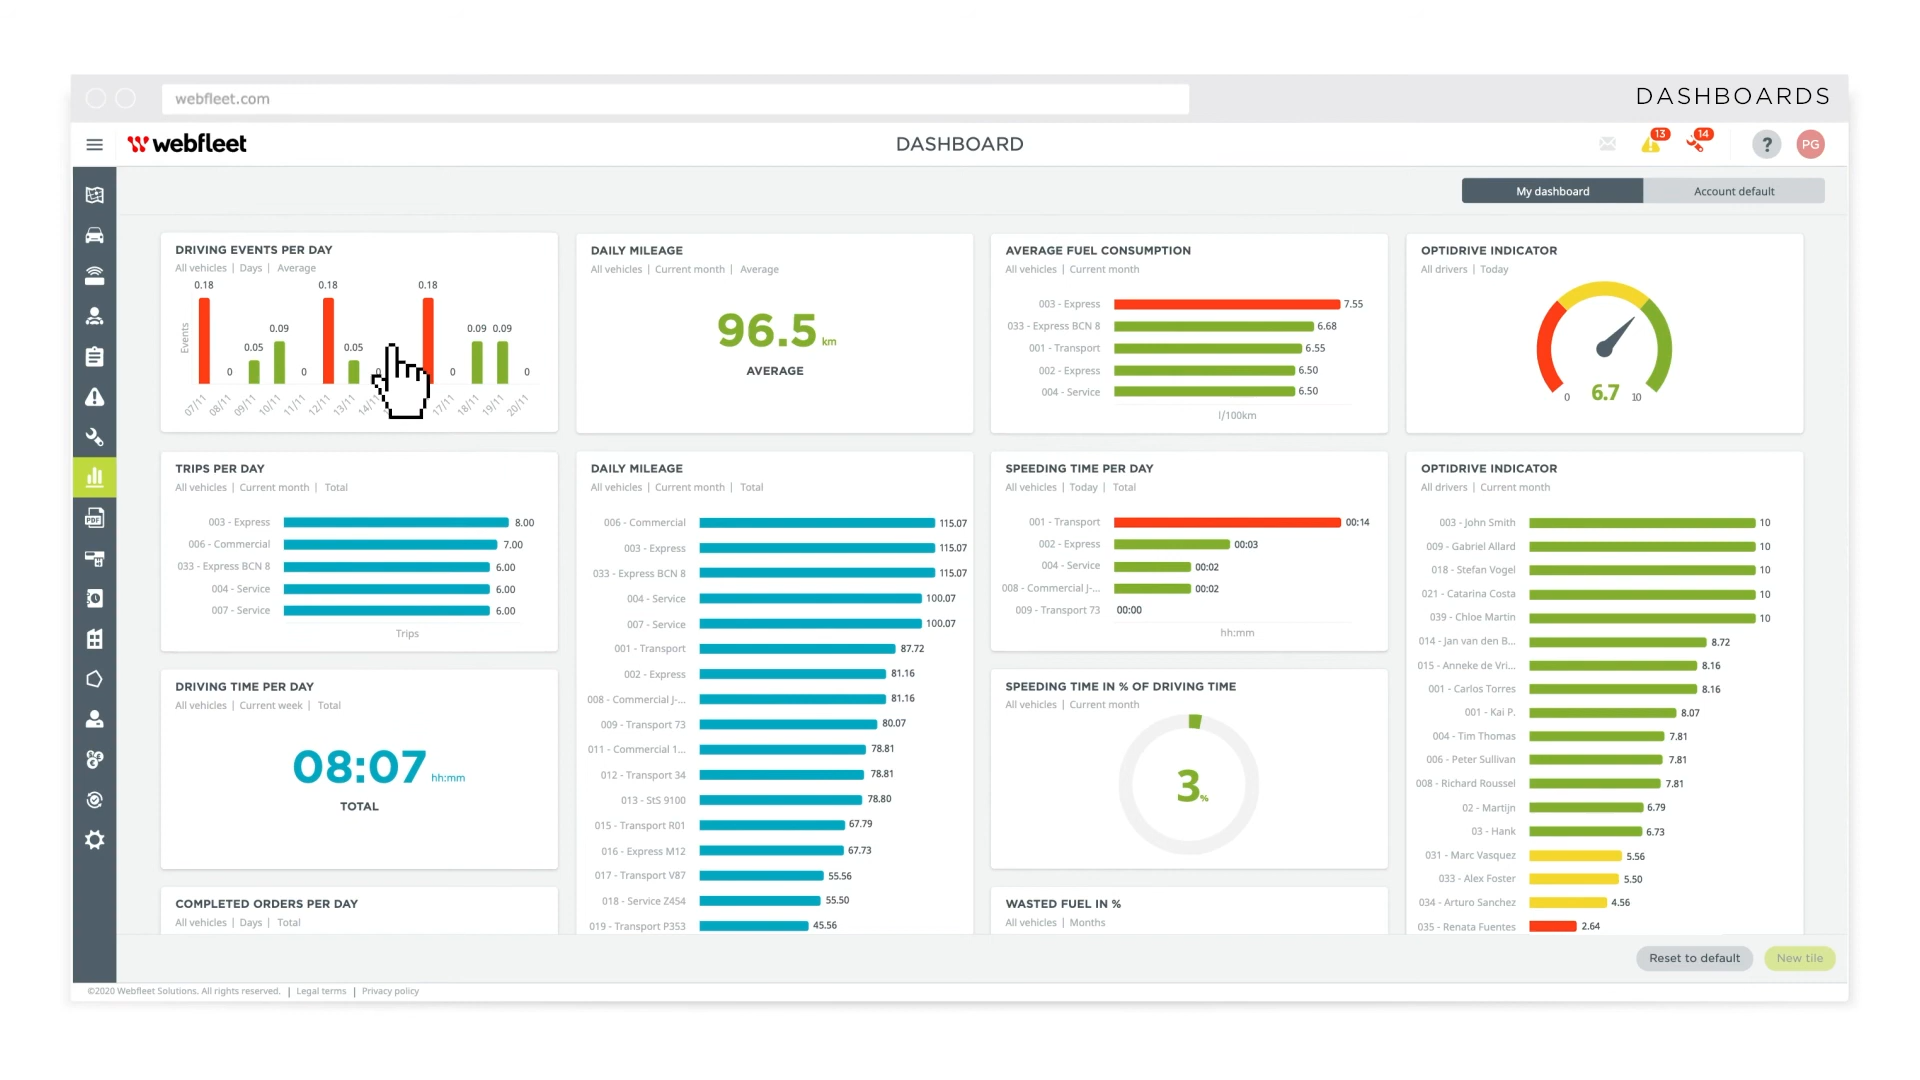 webfleet.com
DASHBOARDS
webfleet
DASHBOARD
13
14
?
PG
My dashboard
Account default
DRIVING EVENTS PER DAY
All vehicles | Days | Average
Events
0.18
0
0.05
0.09
0
0.18
0.05
0
0.18
0
0.09
0.09
0
07/11
08/11
09/11
10/11
11/11
12/11
13/11
14/11
17/11
18/11
19/11
20/11
DAILY MILEAGE
All vehicles | Current month | Average
96.5 km
AVERAGE
AVERAGE FUEL CONSUMPTION
All vehicles | Current month
003 - Express 7.55
033 - Express BCN 8 6.68
001 - Transport 6.55
002 - Express 6.50
004 - Service 6.50
l/100km
OPTIDRIVE INDICATOR
All drivers | Today
0 6.7 10
TRIPS PER DAY
All vehicles | Current month | Total
003 - Express 8.00
006 - Commercial 7.00
033 - Express BCN 8 6.00
004 - Service 6.00
007 - Service 6.00
Trips
DAILY MILEAGE
All vehicles | Current month | Total
006 - Commercial 115.07
003 - Express 115.07
033 - Express BCN 8 115.07
004 - Service 100.07
007 - Service 100.07
001 - Transport 87.72
002 - Express 81.16
008 - Commercial J-... 81.16
009 - Transport 73 80.07
011 - Commercial 1... 78.81
012 - Transport 34 78.81
013 - StS 9100 78.80
015 - Transport R01 67.79
016 - Express M12 67.73
017 - Transport V87 55.56
018 - Service Z454 55.50
019 - Transport P353 45.56
SPEEDING TIME PER DAY
All vehicles | Today | Total
001 - Transport 00:14
002 - Express 00:03
004 - Service 00:02
008 - Commercial J-... 00:02
009 - Transport 73 00:00
hh:mm
OPTIDRIVE INDICATOR
All drivers | Current month
003 - John Smith 10
009 - Gabriel Allard 10
018 - Stefan Vogel 10
021 - Catarina Costa 10
039 - Chloe Martin 10
014 - Jan van den B... 8.72
015 - Anneke de Vri... 8.16
001 - Carlos Torres 8.16
001 - Kai P. 8.07
004 - Tim Thomas 7.81
006 - Peter Sullivan 7.81
008 - Richard Roussel 7.81
02 - Martijn 6.79
03 - Hank 6.73
031 - Marc Vasquez 5.56
033 - Alex Foster 5.50
034 - Arturo Sanchez 4.56
035 - Renata Fuentes 2.64
DRIVING TIME PER DAY
All vehicles | Current week | Total
08:07 hh:mm
TOTAL
SPEEDING TIME IN % OF DRIVING TIME
All vehicles | Current month
3%
COMPLETED ORDERS PER DAY
All vehicles | Days | Total
WASTED FUEL IN %
All vehicles | Months
PDF
Reset to default
New tile
©2020 Webfleet Solutions. All rights reserved. | Legal terms | Privacy policy